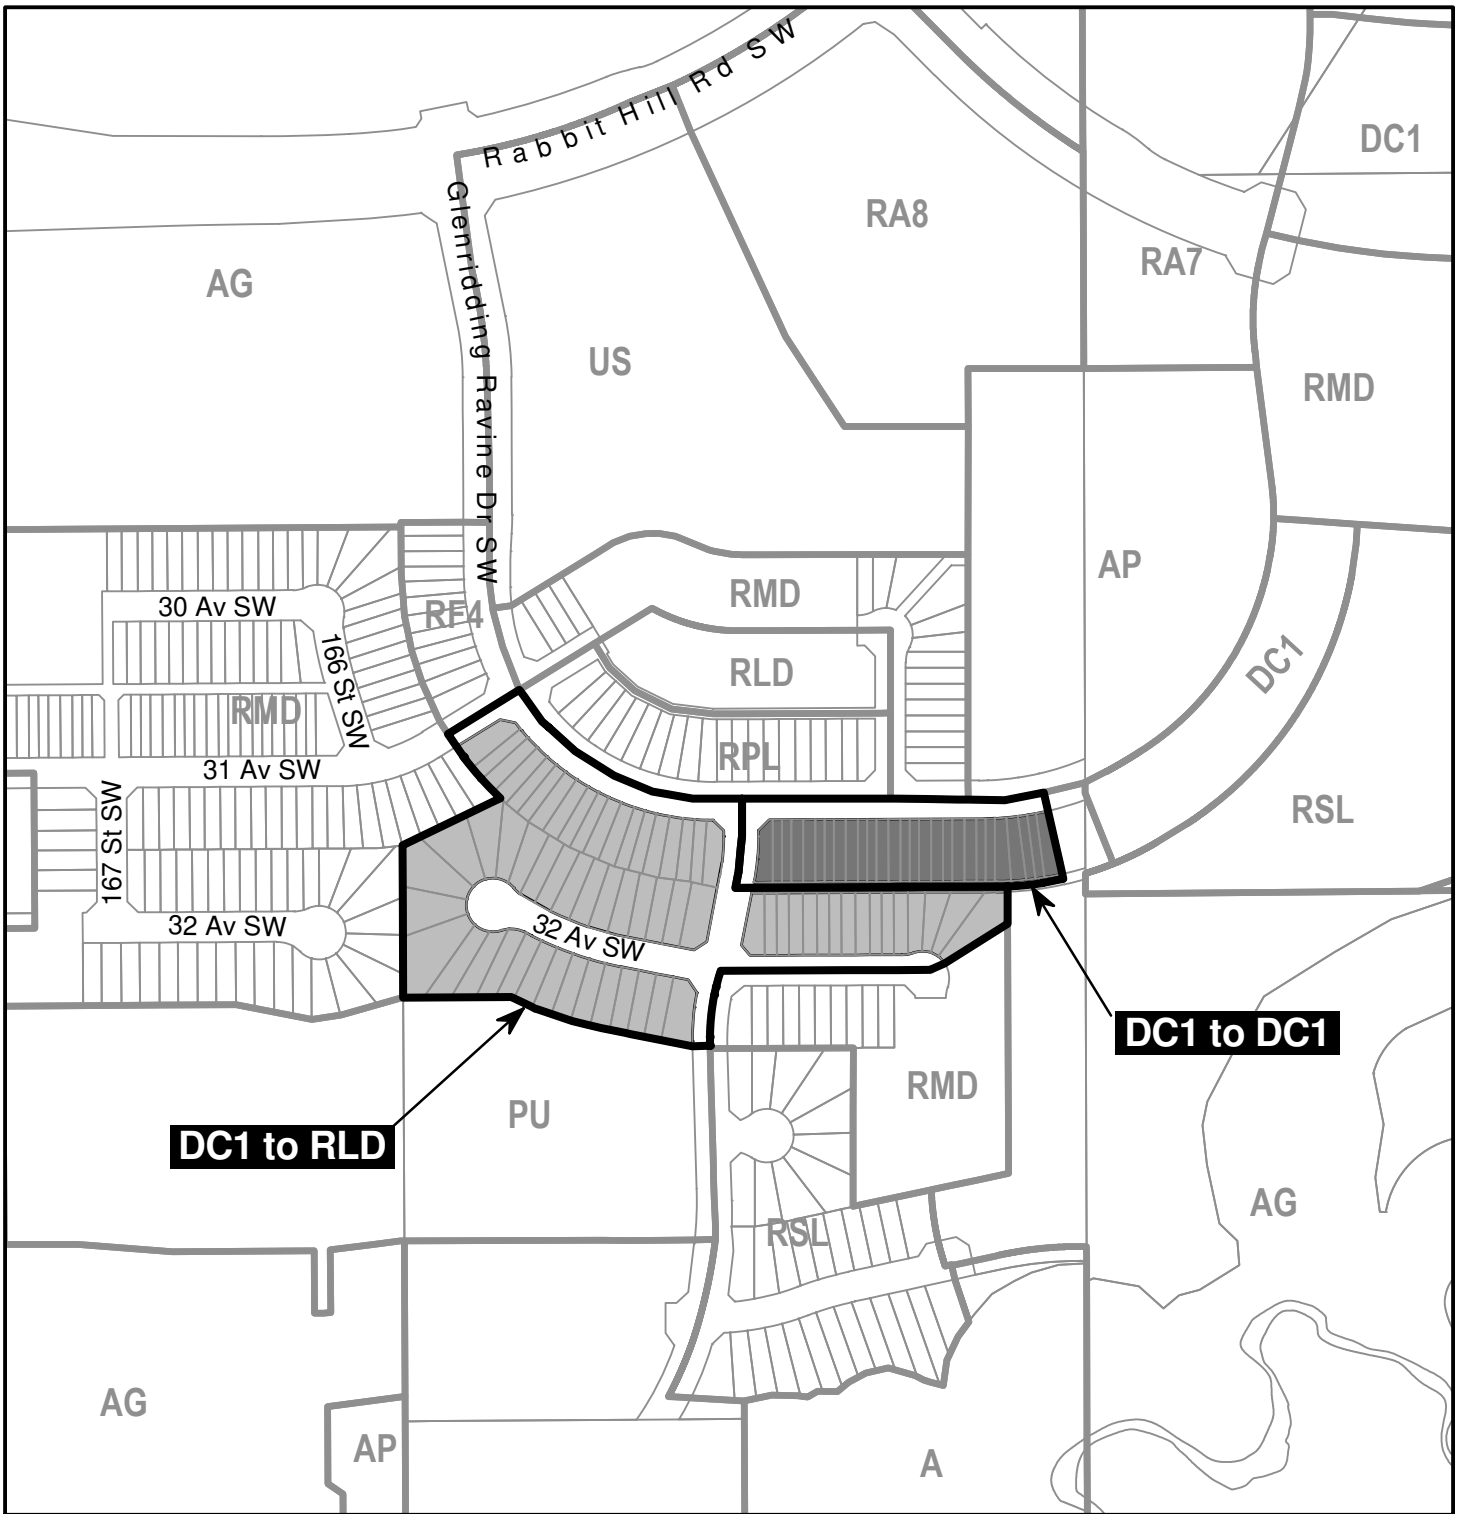 Rabbit Hill Rd SW
DC1
Glenridding Ravine Dr SW
RA8
RA7
AG
US
RMD
AP
RMD
30 Av SW
RF4
166 St SW
RLD
DC1
RMD
RPL
31 Av SW
167 St SW
RSL
32 Av SW
32 Av SW
DC1 to DC1
RMD
PU
DC1 to RLD
AG
RSL
AG
AP
A